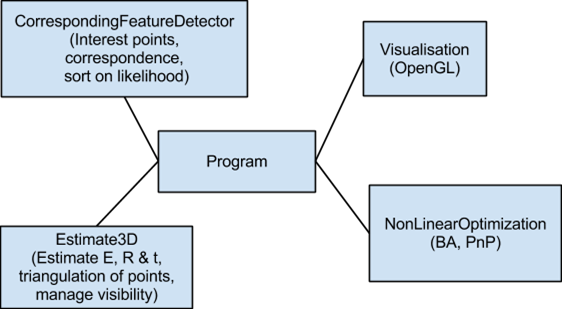 CorrespondingFeatureDetector
(Interest points,
correspondence,
sort on likelihood)
Visualisation
(OpenGL)
Program
Estimate3D
(Estimate E, R & t,
triangulation of points,
manage visibility)
NonLinearOptimization
(BA, PnP)